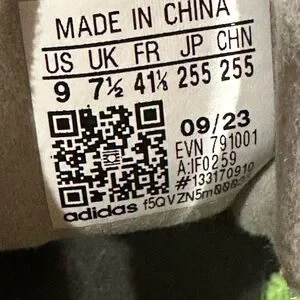 MADE IN CHINA
US UK FR JP CHN
9 7½ 41⅓ 255 255
09/23
EVN 791001
A:IF0259
#133170910
adidas